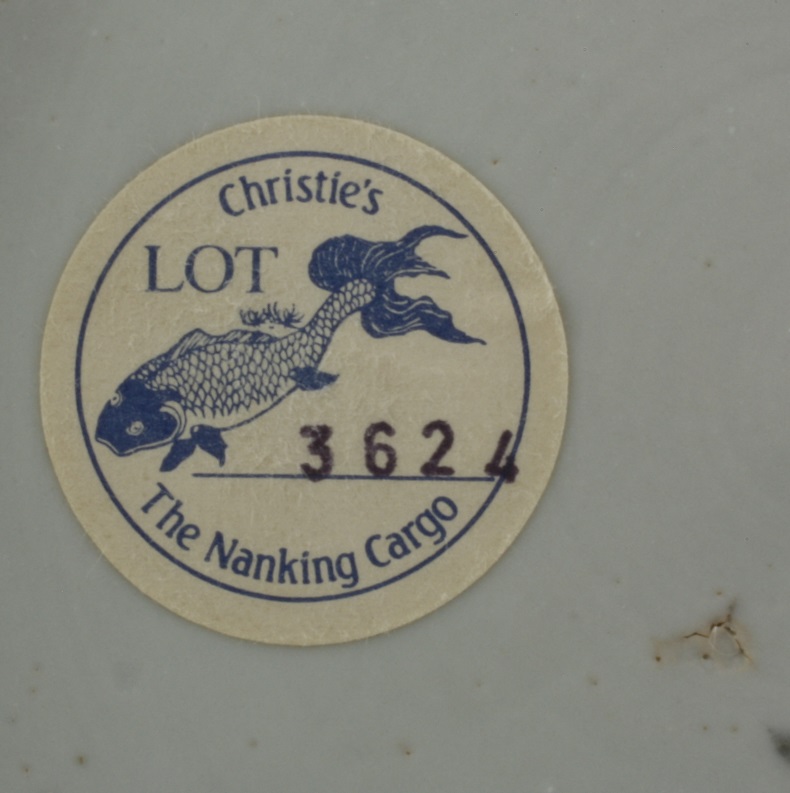 Christie's
LOT
3624
The Nanking Cargo